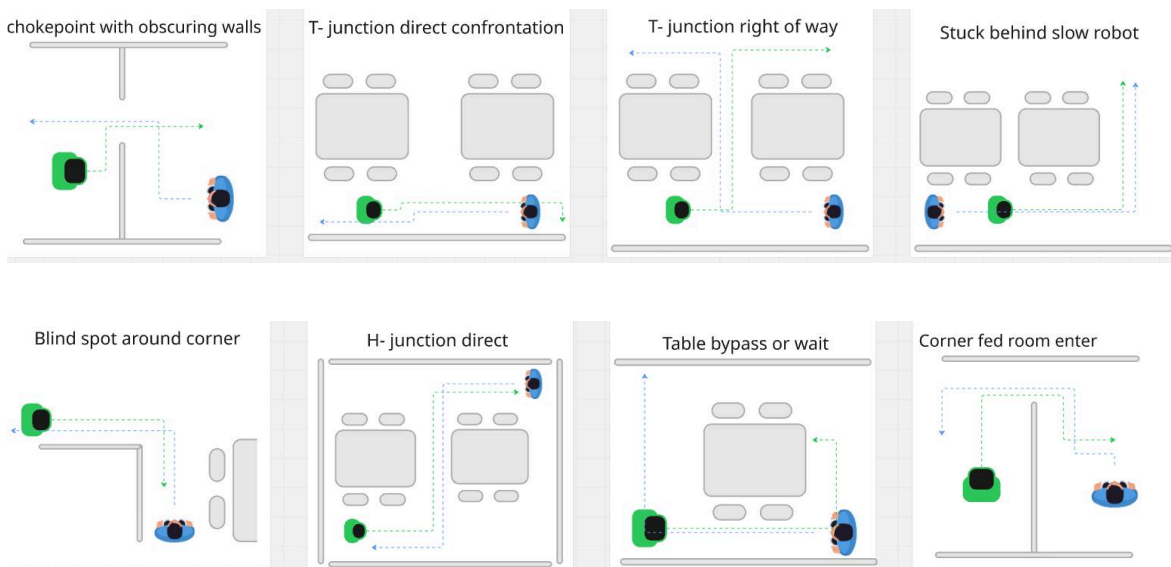 chokepoint with obscuring walls
T- junction direct confrontation
T- junction right of way
Stuck behind slow robot
Blind spot around corner
H- junction direct
Table bypass or wait
Corner fed room enter